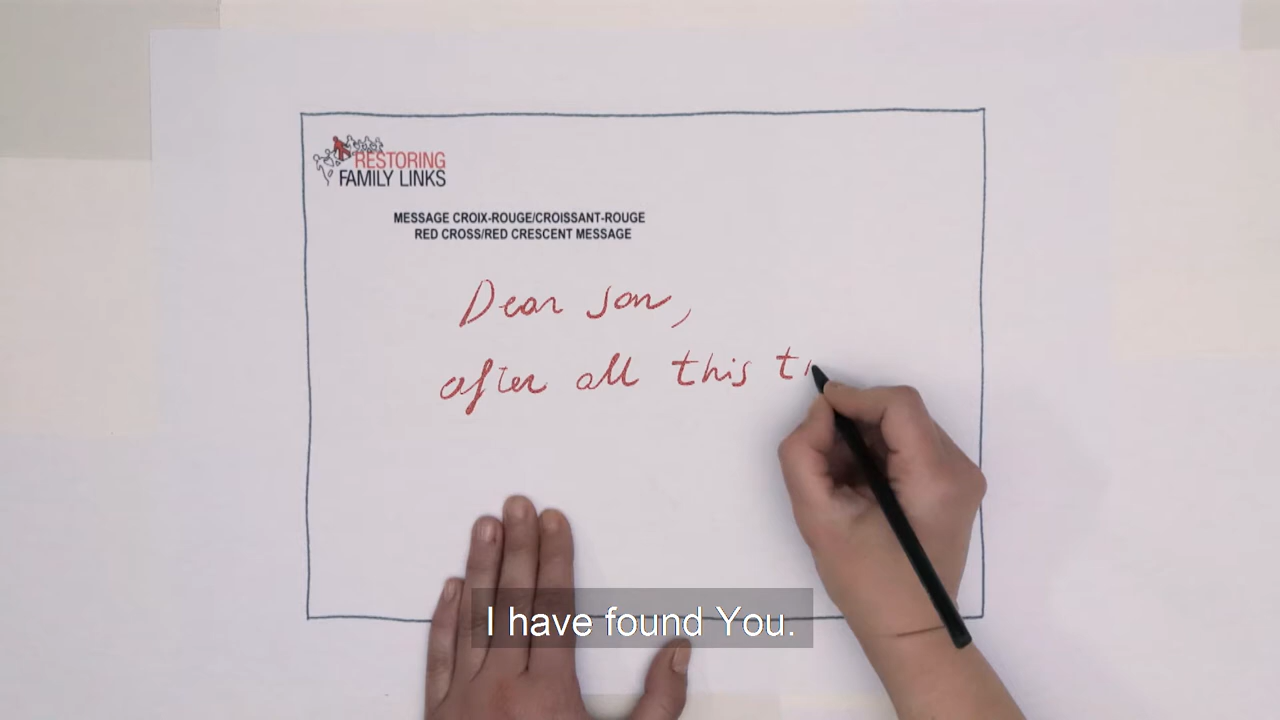 RESTORING
FAMILY LINKS
MESSAGE CROIX-ROUGE/CROISSANT-ROUGE
RED CROSS/RED CRESCENT MESSAGE
Dear son,
after all this
I have found You.